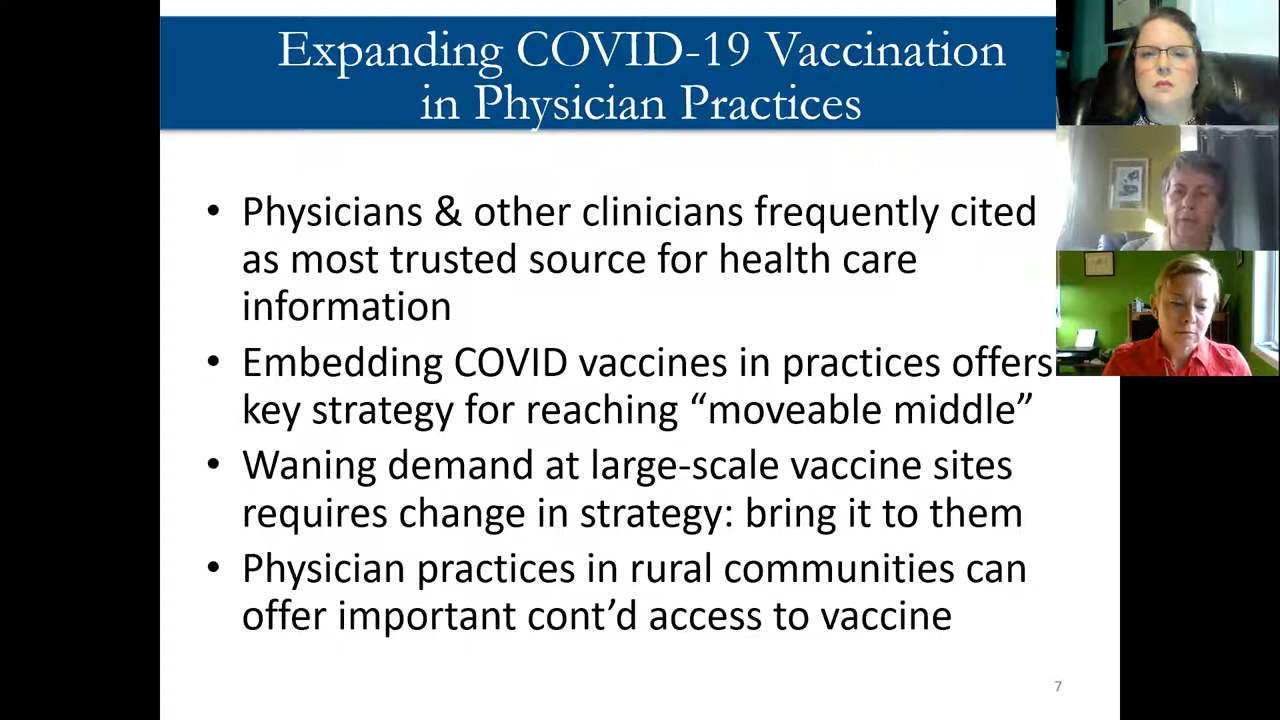 Expanding COVID-19 Vaccination
in Physician Practices
• Physicians & other clinicians frequently cited
as most trusted source for health care
information
• Embedding COVID vaccines in practices offers
key strategy for reaching “moveable middle”
• Waning demand at large-scale vaccine sites
requires change in strategy: bring it to them
• Physician practices in rural communities can
offer important cont’d access to vaccine
7